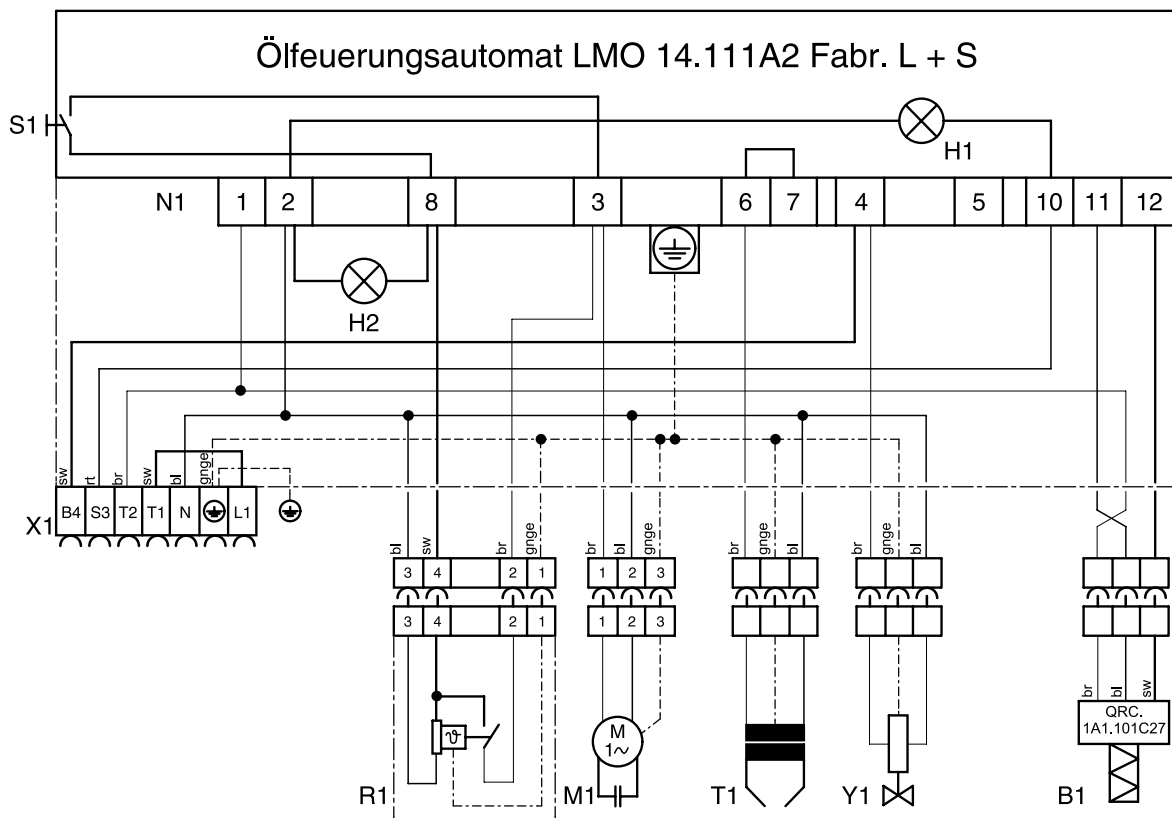 Ölfeuerungsautomat LMO 14.111A2 Fabr. L + S
S1
H1
N1 1 2 8 3 6 7 4 5 10 11 12
H2
sw rt br sw bl gnge
X1 B4 S3 T2 T1 N L1
bl sw br gnge br bl gnge br gnge bl br gnge bl
3 4 2 1 1 2 3
3 4 2 1 1 2 3
br bl sw
QRC.
1A1.101C27
M
1~
ϑ
R1 M1 T1 Y1 B1